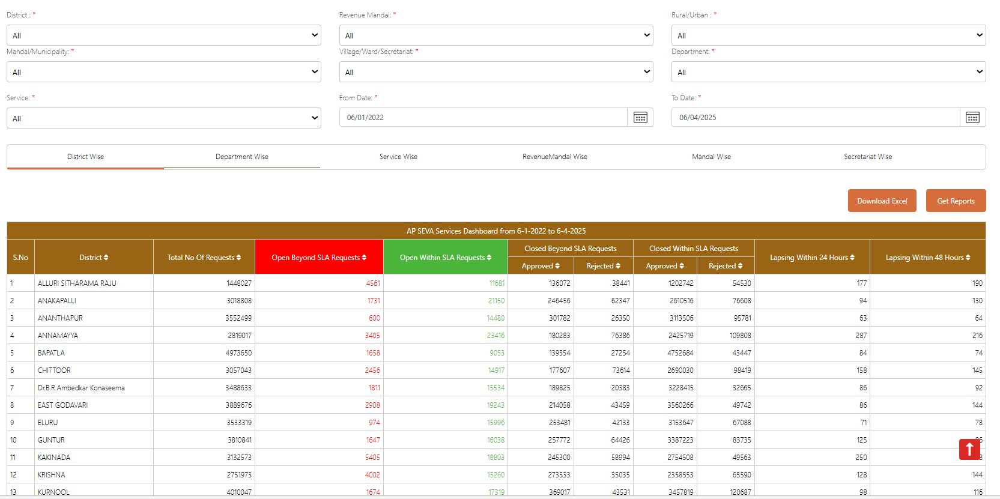 District : * Revenue Mandal: * Rural/Urban : *
All All All
Mandal/Municipality: * Village/Ward/Secretariat: * Department: *
All All All
Service: * From Date: * To Date: *
All 06/01/2022 06/04/2025
District Wise Department Wise Service Wise RevenueMandal Wise Mandal Wise Secretariat Wise
Download Excel Get Reports
AP SEVA Services Dashboard from 6-1-2022 to 6-4-2025
S.No District Total No Of Requests Open Beyond SLA Requests Open Within SLA Requests Closed Beyond SLA Requests Closed Within SLA Requests Lapsing Within 24 Hours Lapsing Within 48 Hours
Approved Rejected Approved Rejected
1 ALLURI SITHARAMA RAJU 1448027 4561 11681 136072 38441 1202742 54530 177 190
2 ANAKAPALLI 3018808 1731 21150 246456 62347 2610516 76608 94 130
3 ANANTHAPUR 3552499 600 14480 301782 26350 3113506 95781 63 64
4 ANNAMAYYA 2819017 3405 23416 180283 76386 2425719 109808 287 216
5 BAPATLA 4973650 1658 9053 139554 27254 4752684 43447 84 74
6 CHITTOOR 3057043 2456 14917 177607 73614 2690030 98419 158 145
7 Dr.B.R.Ambedkar Konaseema 3488633 1811 15534 189825 20383 3228415 32665 86 92
8 EAST GODAVARI 3889676 2908 19243 214058 43459 3560266 49742 86 144
9 ELURU 3533319 974 15996 253481 42133 3153647 67088 71 78
10 GUNTUR 3810841 1647 16038 257772 64426 3387223 83735 125
11 KAKINADA 3132573 5405 18803 245300 58994 2754508 49563 250
12 KRISHNA 2751973 4002 15260 273533 35035 2358553 65590 128 144
13 KURNOOL 4010047 1674 17319 369017 43531 3457819 120687 98 116